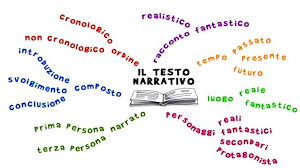 IL TESTO
NARRATIVO
cronologico
non cronologico ordine
introduzione
svolgimento composto
conclusione
prima persona narrato
terza persona
realistico
racconto fantastico
tempo passato
presente
futuro
luogo reale
fantastico
personaggi reali
fantastici
secondari
protagonista